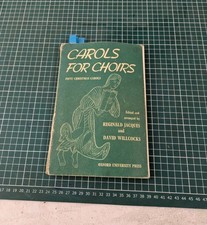 CAROLS
FOR CHOIRS
FIFTY CHRISTMAS CAROLS
Edited and
arranged by
REGINALD JACQUES
and
DAVID WILLCOCKS
OXFORD UNIVERSITY PRESS